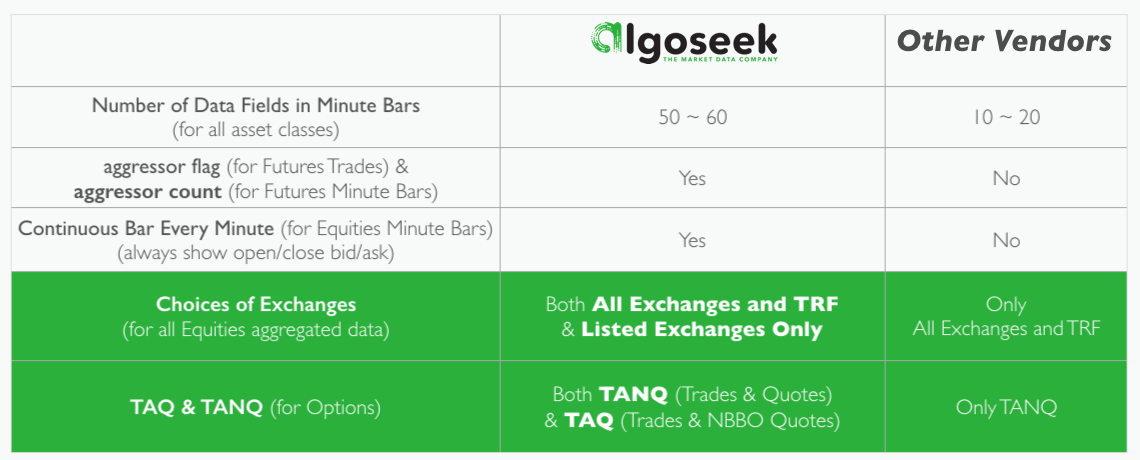 algoseek
THE MARKET DATA COMPANY
Other Vendors
Number of Data Fields in Minute Bars
(for all asset classes)
50 ~ 60
10 ~ 20
aggressor flag (for Futures Trades) &
aggressor count (for Futures Minute Bars)
Yes
No
Continuous Bar Every Minute (for Equities Minute Bars)
(always show open/close bid/ask)
Yes
No
Choices of Exchanges
(for all Equities aggregated data)
Both All Exchanges and TRF
& Listed Exchanges Only
Only
All Exchanges and TRF
TAQ & TANQ (for Options)
Both TANQ (Trades & Quotes)
& TAQ (Trades & NBBO Quotes)
Only TANQ